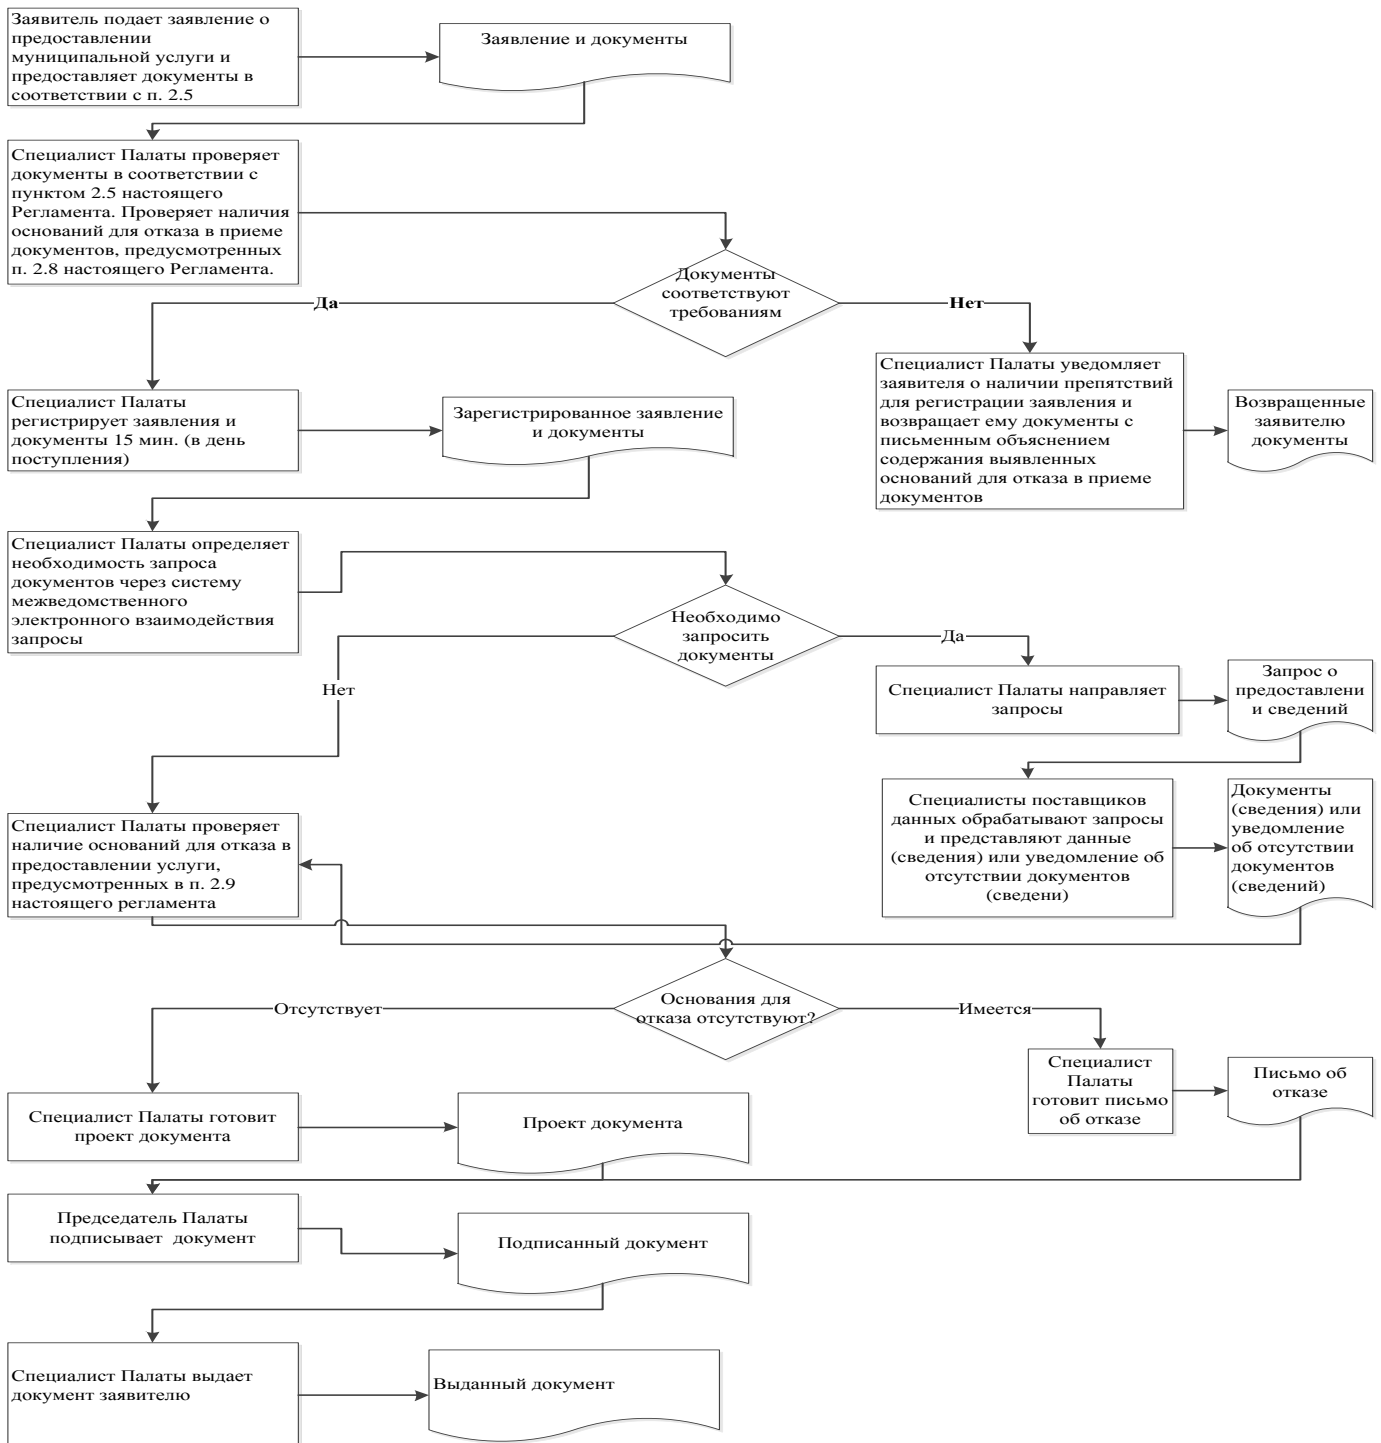 Заявитель подает заявление о
предоставлении
муниципальной услуги и
предоставляет документы в
соответствии с п. 2.5
Заявление и документы
Специалист Палаты проверяет
документы в соответствии с
пунктом 2.5 настоящего
Регламента. Проверяет наличия
оснований для отказа в приеме
документов, предусмотренных
п. 2.8 настоящего Регламента.
Документы
соответствуют
требованиям
Да
Нет
Специалист Палаты
регистрирует заявления и
документы 15 мин. (в день
поступления)
Зарегистрированное заявление
и документы
Специалист Палаты уведомляет
заявителя о наличии препятствий
для регистрации заявления и
возвращает ему документы с
письменным объяснением
содержания выявленных
оснований для отказа в приеме
документов
Возвращенные
заявителю
документы
Специалист Палаты определяет
необходимость запроса
документов через систему
межведомственного
электронного взаимодействия
запросы
Необходимо
запросить
документы
Да
Нет
Специалист Палаты направляет
запросы
Запрос о
предоставлени
и сведений
Специалисты поставщиков
данных обрабатывают запросы
и представляют данные
(сведения) или уведомление об
отсутствии документов
(сведени)
Документы
(сведения) или
уведомление
об отсутствии
документов
(сведений)
Специалист Палаты проверяет
наличие оснований для отказа в
предоставлении услуги,
предусмотренных в п. 2.9
настоящего регламента
Основания для
отказа отсутствуют?
Отсутствует
Имеется
Специалист
Палаты
готовит письмо
об отказе
Письмо об
отказе
Специалист Палаты готовит
проект документа
Проект документа
Председатель Палаты
подписывает  документ
Подписанный документ
Специалист Палаты выдает
документ заявителю
Выданный документ